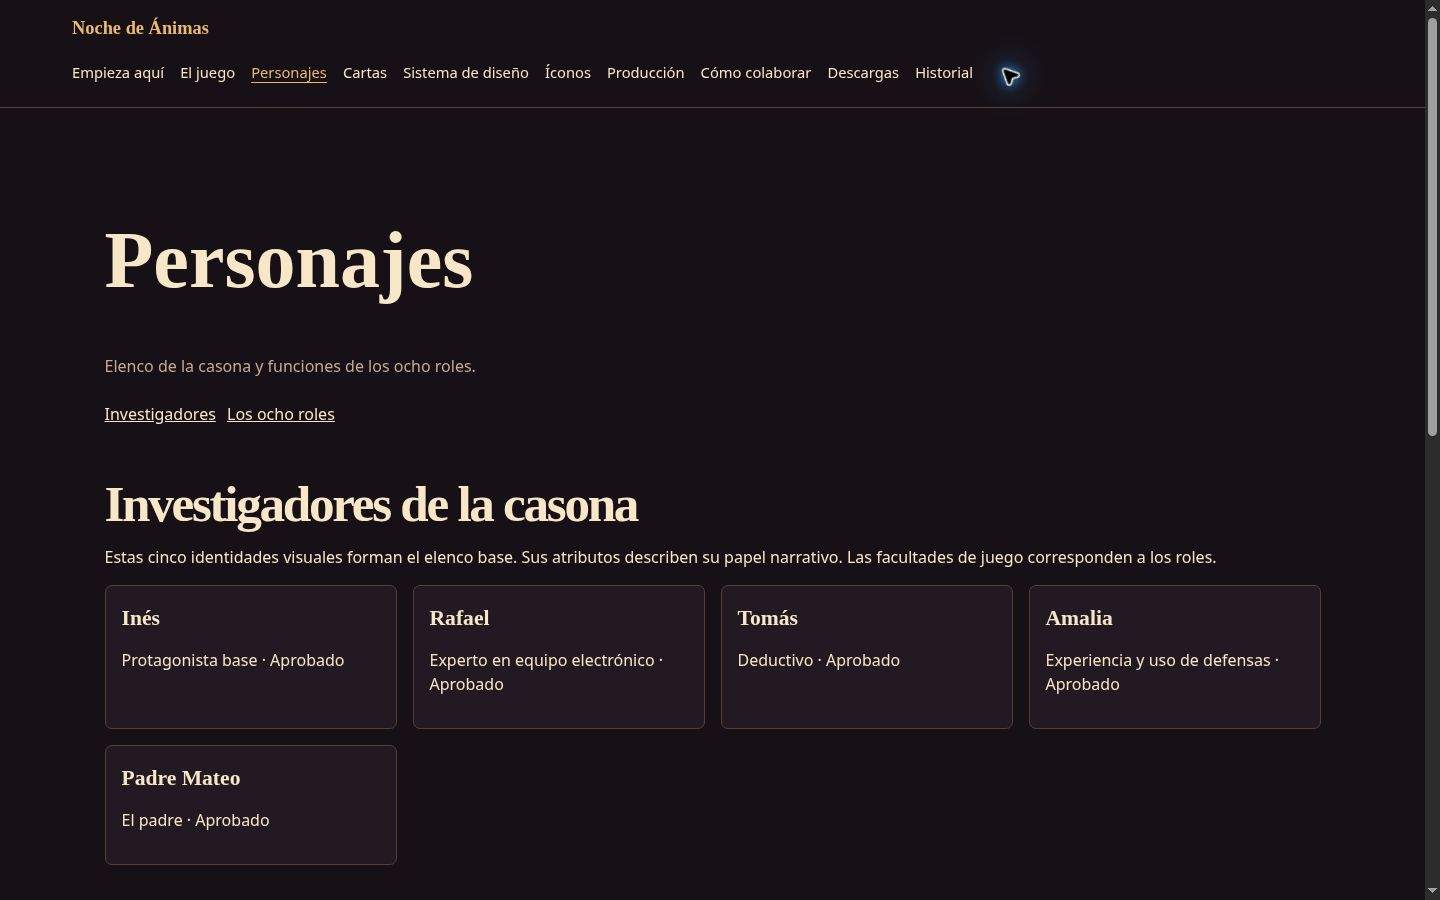 Noche de Ánimas
Empieza aquí El juego Personajes Cartas Sistema de diseño Íconos Producción Cómo colaborar Descargas Historial
Personajes
Elenco de la casona y funciones de los ocho roles.
Investigadores Los ocho roles
Investigadores de la casona
Estas cinco identidades visuales forman el elenco base. Sus atributos describen su papel narrativo. Las facultades de juego corresponden a los roles.
Inés
Protagonista base · Aprobado
Rafael
Experto en equipo electrónico ·
Aprobado
Tomás
Deductivo · Aprobado
Amalia
Experiencia y uso de defensas ·
Aprobado
Padre Mateo
El padre · Aprobado